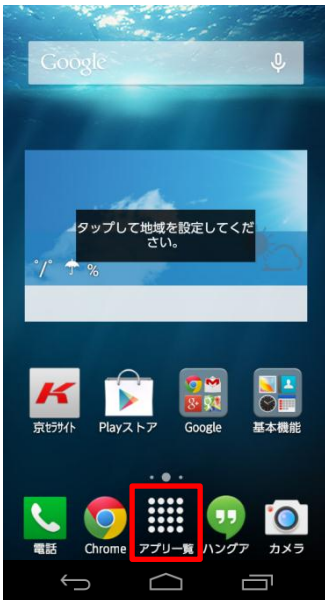 Google
タップして地域を設定してくだ
さい。
°/° %
京セラサイト Playストア Google 基本機能
電話 Chrome アプリ一覧 ハングア カメラ